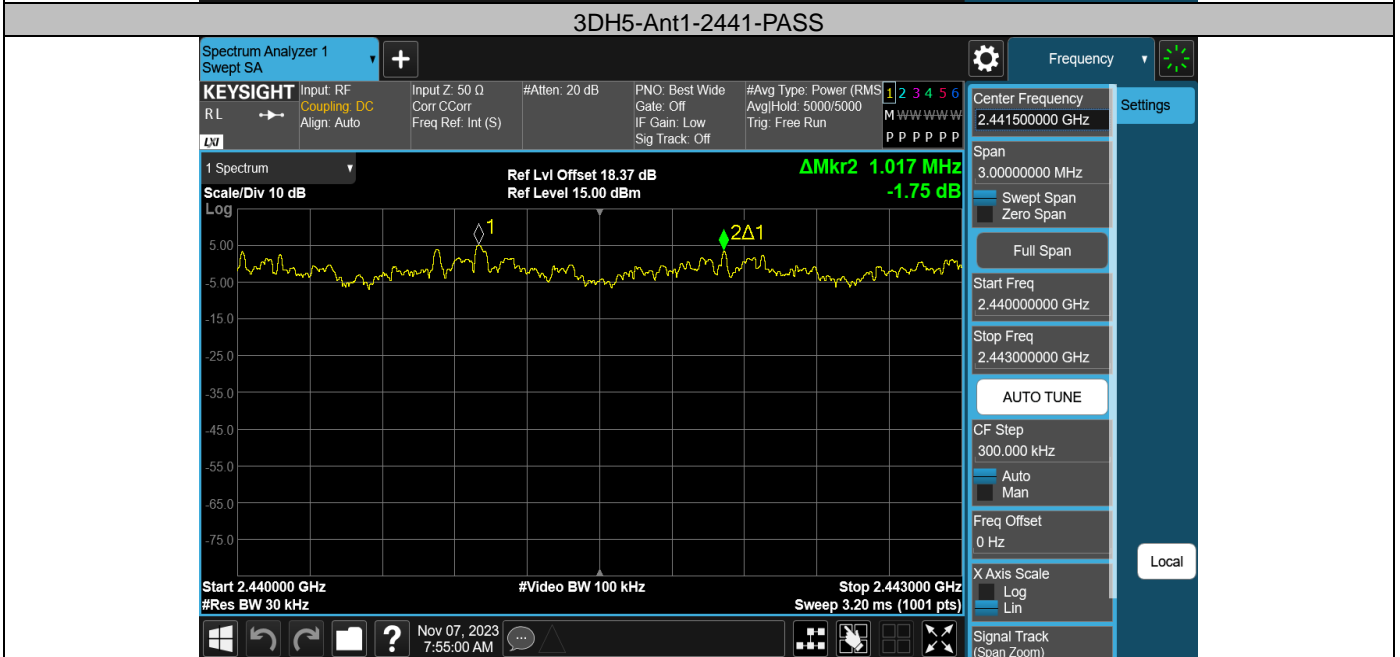 3DH5-Ant1-2441-PASS
Spectrum Analyzer 1
Swept SA
+
Frequency
KEYSIGHT
RL
LXI
Input: RF
Coupling: DC
Align: Auto
Input Z: 50 Ω
Corr CCorr
Freq Ref: Int (S)
#Atten: 20 dB
PNO: Best Wide
Gate: Off
IF Gain: Low
Sig Track: Off
#Avg Type: Power (RMS
Avg|Hold: 5000/5000
Trig: Free Run
1 2 3 4 5 6
M W W W W W
P P P P P P
1 Spectrum
Scale/Div 10 dB
Log
Ref Lvl Offset 18.37 dB
Ref Level 15.00 dBm
ΔMkr2 1.017 MHz
-1.75 dB
1
2Δ1
5.00
-5.00
-15.0
-25.0
-35.0
-45.0
-55.0
-65.0
-75.0
Start 2.440000 GHz
#Res BW 30 kHz
#Video BW 100 kHz
Stop 2.443000 GHz
Sweep 3.20 ms (1001 pts)
Center Frequency
2.441500000 GHz
Settings
Span
3.00000000 MHz
Swept Span
Zero Span
Full Span
Start Freq
2.440000000 GHz
Stop Freq
2.443000000 GHz
AUTO TUNE
CF Step
300.000 kHz
Auto
Man
Freq Offset
0 Hz
X Axis Scale
Log
Lin
Local
Signal Track
(Span Zoom)
?
Nov 07, 2023
7:55:00 AM